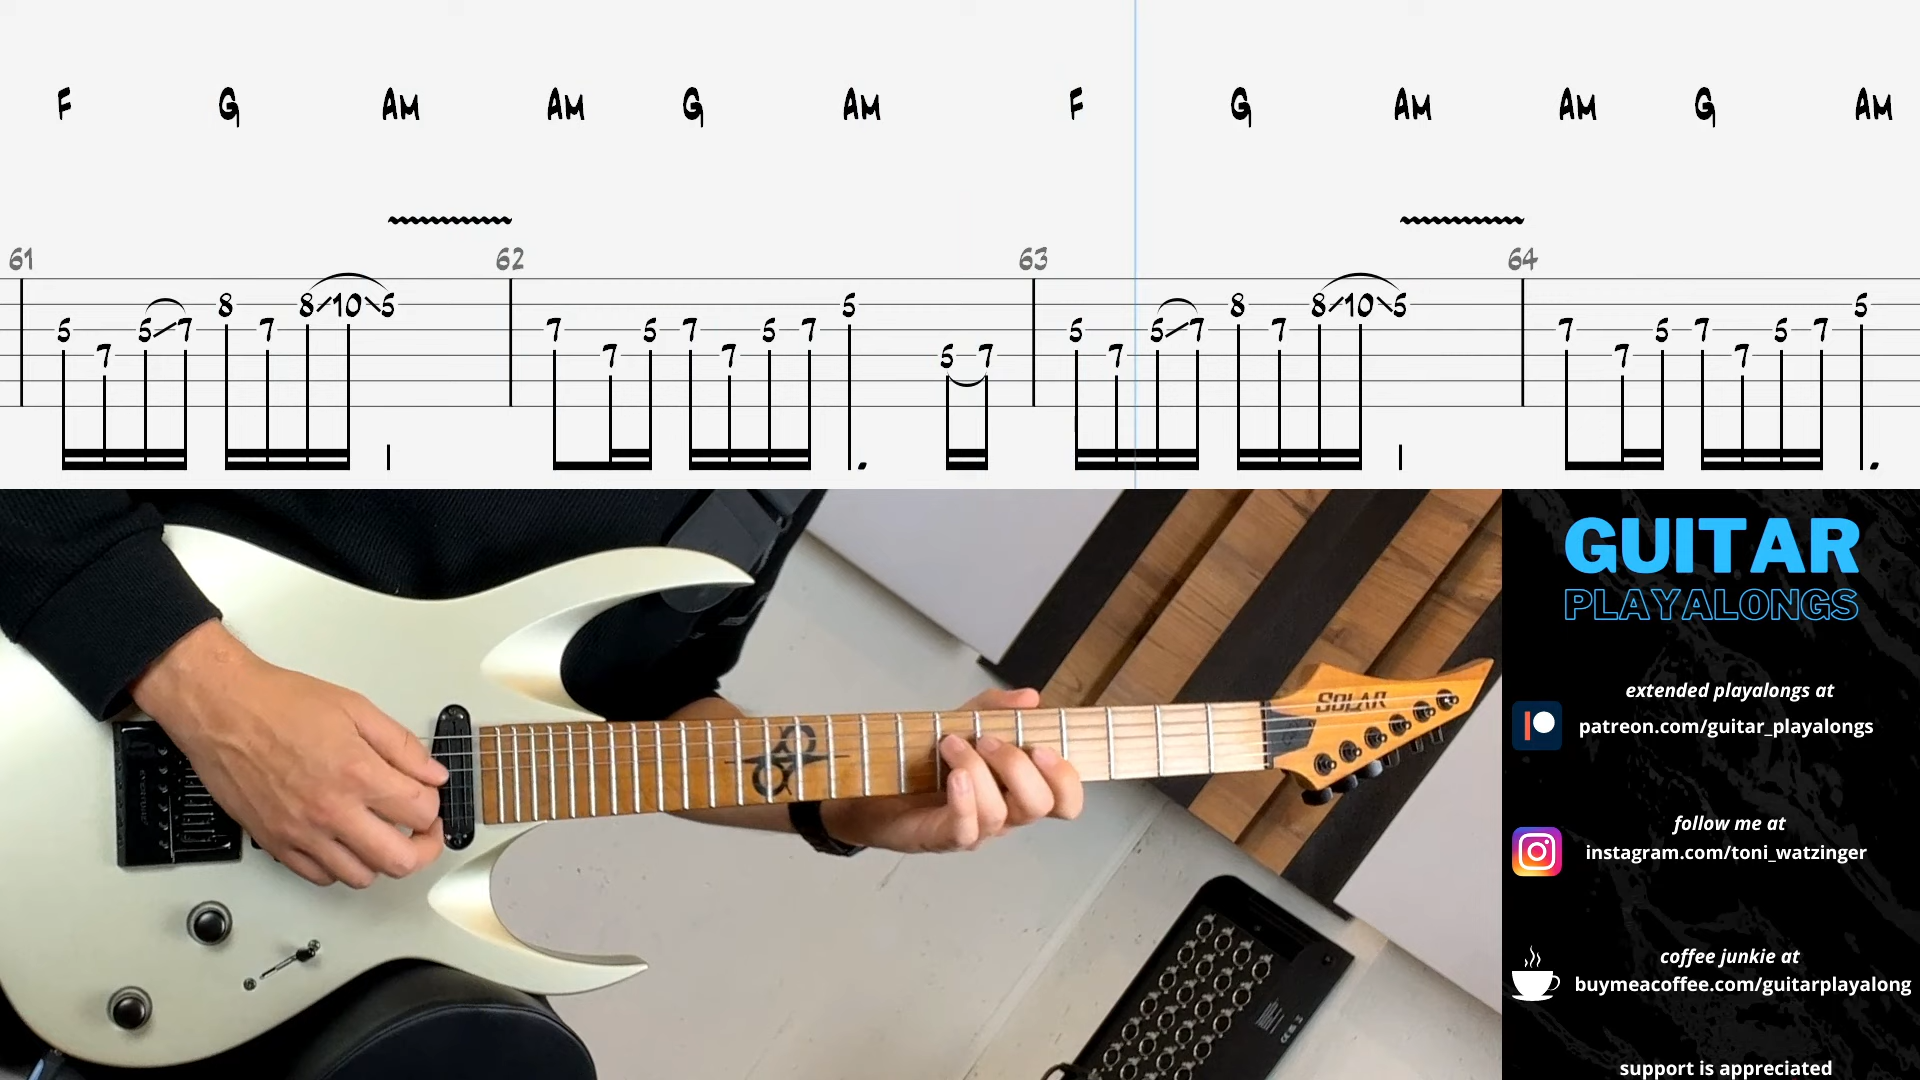 F G AM AM G AM F G AM AM G AM
61 62 63 64
8 8 10 5 5 8 8 10 5 5
5 5 7 7 7 5 7 5 7 5 5 7 7 7 5 7 5 7
7 7 7 5 7 7 7 7
GUITAR
PLAYALONGS
extended playalongs at
patreon.com/guitar_playalongs
SOLAR
follow me at
instagram.com/toni_watzinger
coffee junkie at
buymeacoffee.com/guitarplayalong
support is appreciated